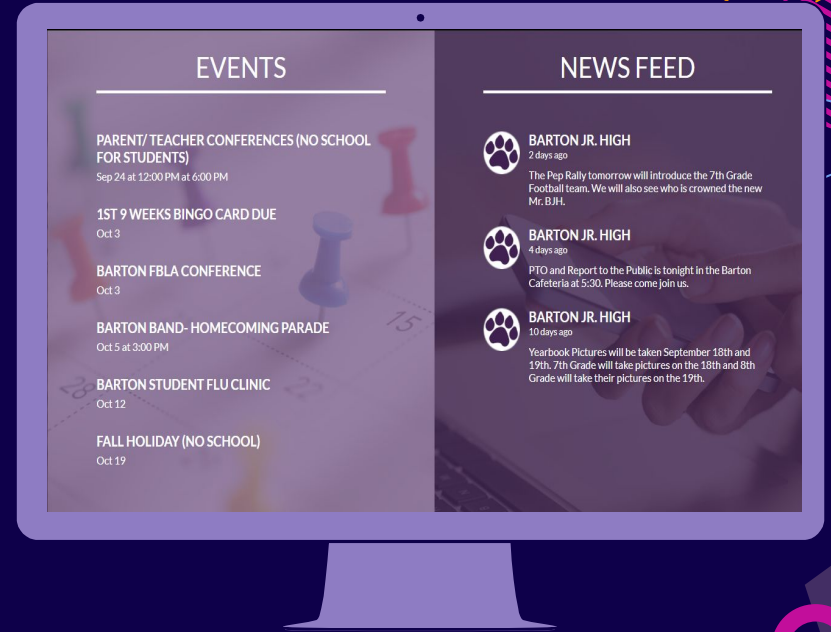 EVENTS
PARENT/ TEACHER CONFERENCES (NO SCHOOL
FOR STUDENTS)
Sep 24 at 12:00 PM at 6:00 PM
1ST 9 WEEKS BINGO CARD DUE
Oct 3
BARTON FBLA CONFERENCE
Oct 3
BARTON BAND- HOMECOMING PARADE
Oct 5 at 3:00 PM
BARTON STUDENT FLU CLINIC
Oct 12
FALL HOLIDAY (NO SCHOOL)
Oct 19
15
28
22
NEWS FEED
BARTON JR. HIGH
2 days ago
The Pep Rally tomorrow will introduce the 7th Grade
Football team. We will also see who is crowned the new
Mr. BJH.
BARTON JR. HIGH
4 days ago
PTO and Report to the Public is tonight in the Barton
Cafeteria at 5:30. Please come join us.
BARTON JR. HIGH
10 days ago
Yearbook Pictures will be taken September 18th and
19th. 7th Grade will take pictures on the 18th and 8th
Grade will take their pictures on the 19th.